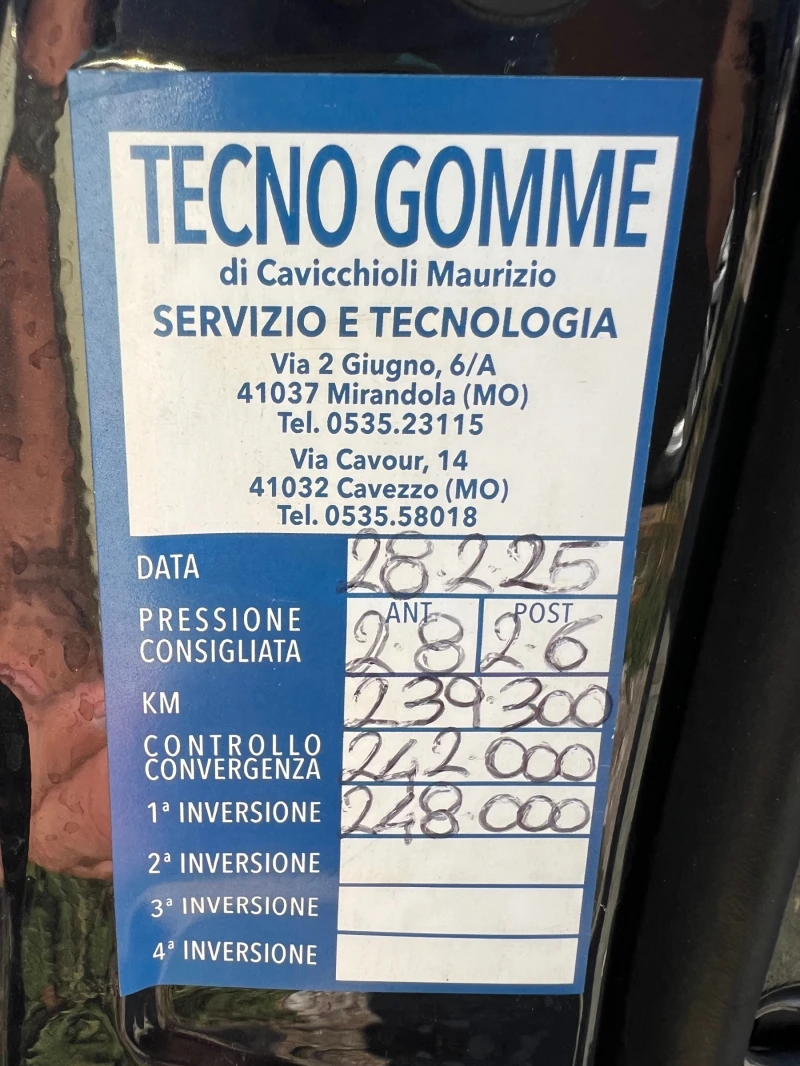 TECNO GOMME
di Cavicchioli Maurizio
SERVIZIO E TECNOLOGIA
Via 2 Giugno, 6/A
41037 Mirandola (MO)
Tel. 0535.23115
Via Cavour, 14
41032 Cavezzo (MO)
Tel. 0535.58018
DATA 28.2.25
PRESSIONE CONSIGLIATA ANT. 2.8 POST 2.6
KM 239.300
CONTROLLO CONVERGENZA 242.000
1ª INVERSIONE 248.000
2ª INVERSIONE
3ª INVERSIONE
4ª INVERSIONE